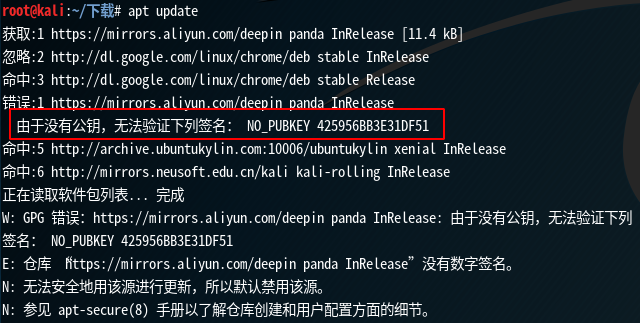 root@kali:~/下载# apt update
获取:1 https://mirrors.aliyun.com/deepin panda InRelease [11.4 kB]
忽略:2 http://dl.google.com/linux/chrome/deb stable InRelease
命中:3 http://dl.google.com/linux/chrome/deb stable Release
错误:1 https://mirrors.aliyun.com/deepin panda InRelease
由于没有公钥，无法验证下列签名： NO_PUBKEY 425956BB3E31DF51
命中:5 http://archive.ubuntukylin.com:10006/ubuntukylin xenial InRelease
命中:6 http://mirrors.neusoft.edu.cn/kali kali-rolling InRelease
正在读取软件包列表... 完成
W: GPG 错误：https://mirrors.aliyun.com/deepin panda InRelease: 由于没有公钥，无法验证下列
签名： NO_PUBKEY 425956BB3E31DF51
E: 仓库 “https://mirrors.aliyun.com/deepin panda InRelease” 没有数字签名。
N: 无法安全地用该源进行更新，所以默认禁用该源。
N: 参见 apt-secure(8) 手册以了解仓库创建和用户配置方面的细节。